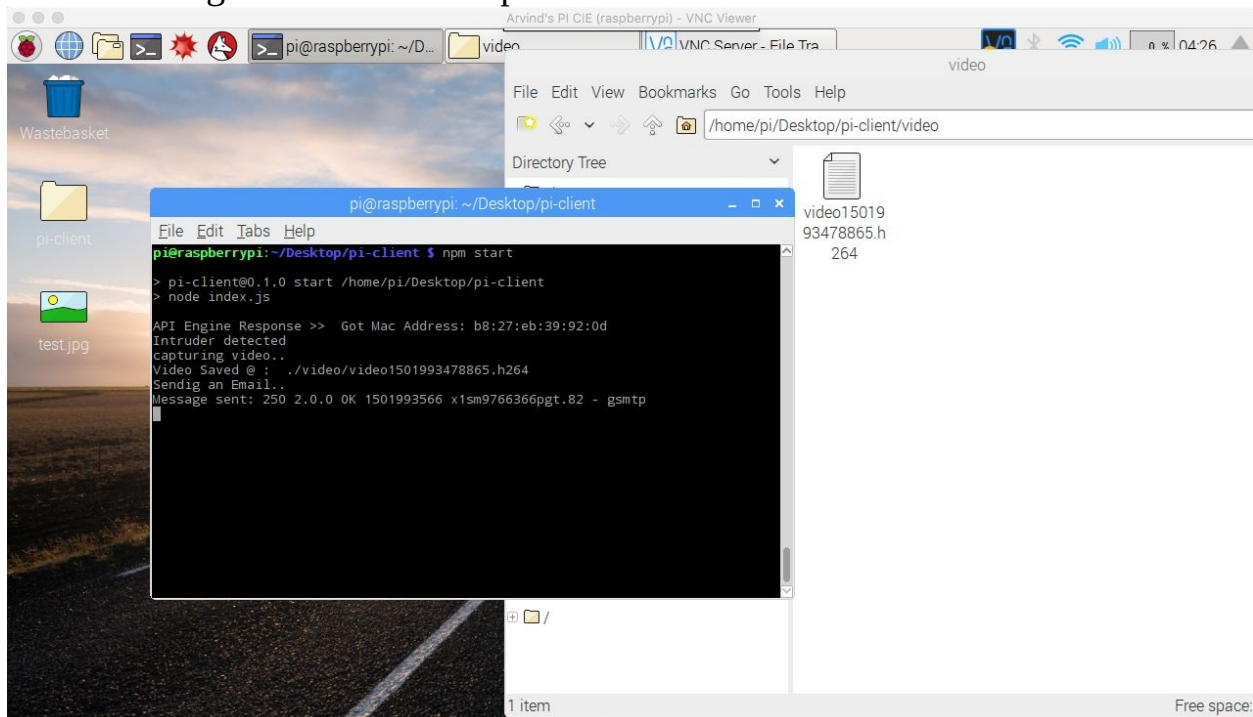 Arvind's PI CIE (raspberrypi) - VNC Viewer
pi@raspberrypi: ~/D...
video
VNC Server - File Tra
0 %
04:26
video
File Edit View Bookmarks Go Tools Help
/home/pi/Desktop/pi-client/video
Directory Tree
Wastebasket
pi-client
test.jpg
video15019
93478865.h
264
pi@raspberrypi: ~/Desktop/pi-client
File Edit Tabs Help
pi@raspberrypi:~/Desktop/pi-client $ npm start
> pi-client@0.1.0 start /home/pi/Desktop/pi-client
> node index.js
API Engine Response >>  Got Mac Address: b8:27:eb:39:92:0d
Intruder detected
capturing video..
Video Saved @ :  ./video/video1501993478865.h264
Sendig an Email..
Message sent: 250 2.0.0 OK 1501993566 x1sm9766366pgt.82 - gsmtp
/
1 item
Free space: